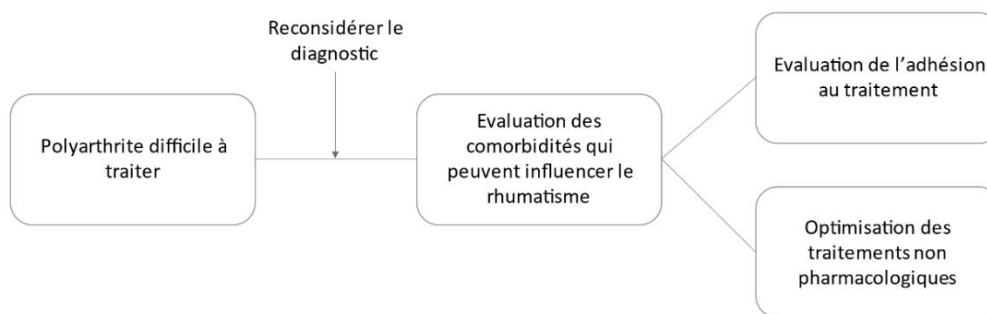 Reconsidérer le
diagnostic
Polyarthrite difficile à
traiter
Evaluation des
comorbidités qui
peuvent influencer le
rhumatisme
Evaluation de l’adhésion
au traitement
Optimisation des
traitements non
pharmacologiques